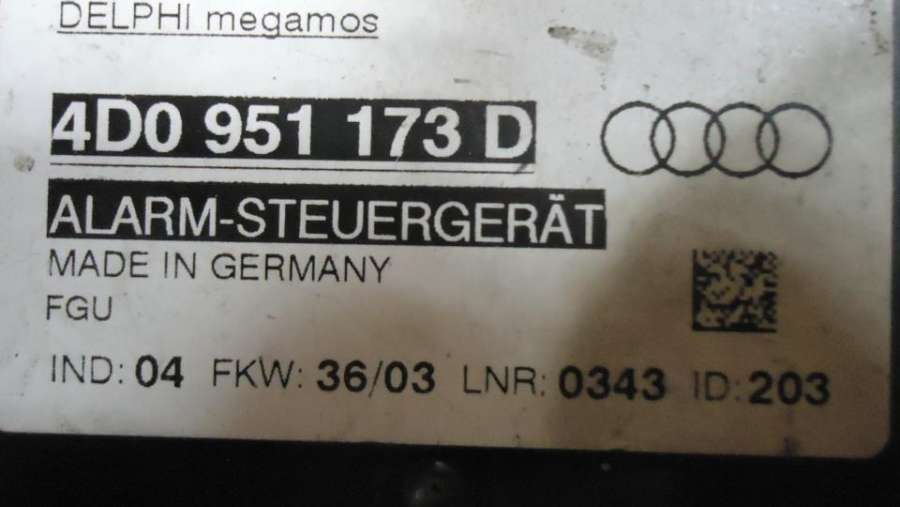 DELPHI megamos
4D0 951 173 D
ALARM-STEUERGERÄT
MADE IN GERMANY
FGU
IND: 04 FKW: 36/03 LNR: 0343 ID: 203